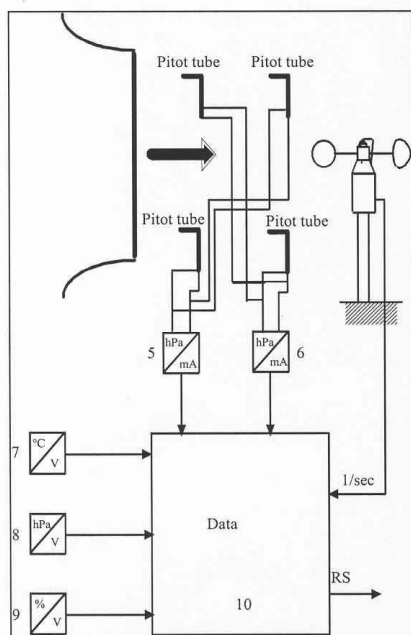 Pitot tube
Pitot tube
Pitot tube
Pitot tube
5
hPa
mA
hPa
mA
6
7
ºC
V
1/sec
8
hPa
V
Data
RS
9
%
V
10